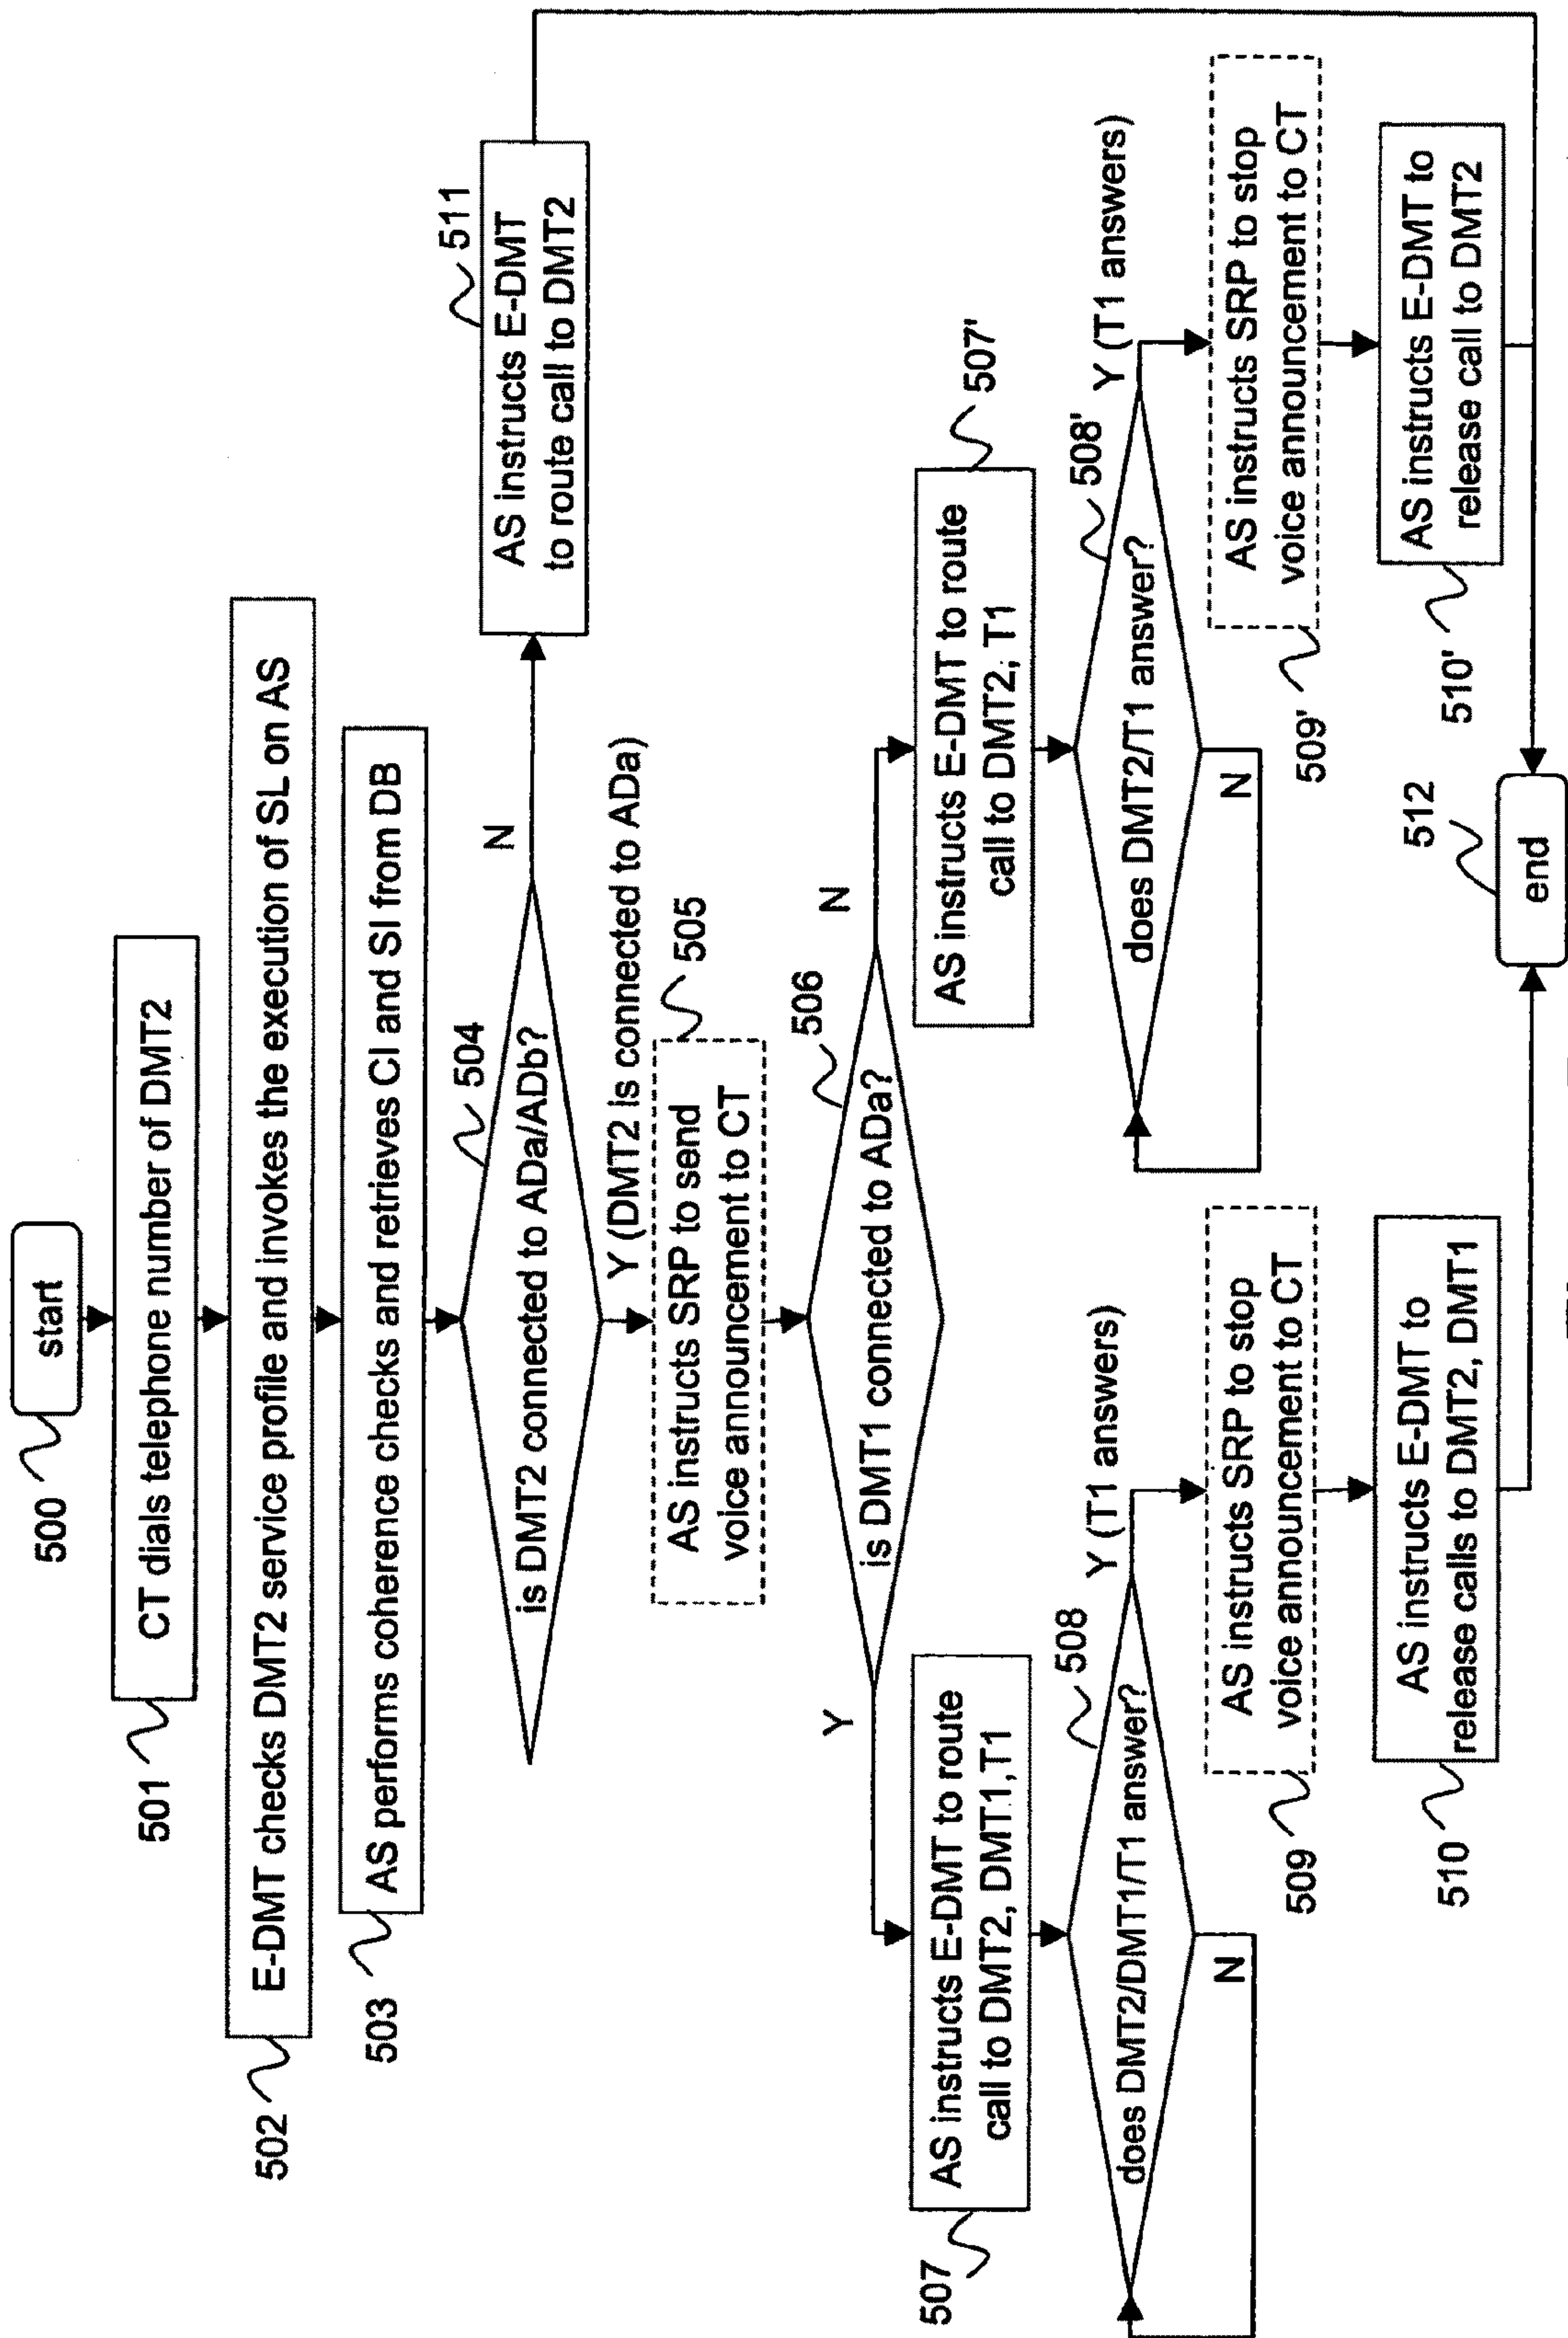 500
start
501
CT dials telephone number of DMT2
502
E-DMT checks DMT2 service profile and invokes the execution of SL on AS
503
AS performs coherence checks and retrieves CI and SI from DB
504
is DMT2 connected to ADa/ADb?
N
511
AS instructs E-DMT
to route call to DMT2
Y (DMT2 is connected to ADa)
505
AS instructs SRP to send
voice announcement to CT
506
is DMT1 connected to ADa?
Y
N
507
AS instructs E-DMT to route
call to DMT2, DMT1,T1
507'
AS instructs E-DMT to route
call to DMT2, T1
508
does DMT2/DMT1/T1 answer?
N
Y (T1 answers)
508'
does DMT2/T1 answer?
N
Y (T1 answers)
509
AS instructs SRP to stop
voice announcement to CT
509'
AS instructs SRP to stop
voice announcement to CT
510
AS instructs E-DMT to
release calls to DMT2, DMT1
510'
AS instructs E-DMT to
release call to DMT2
512
end